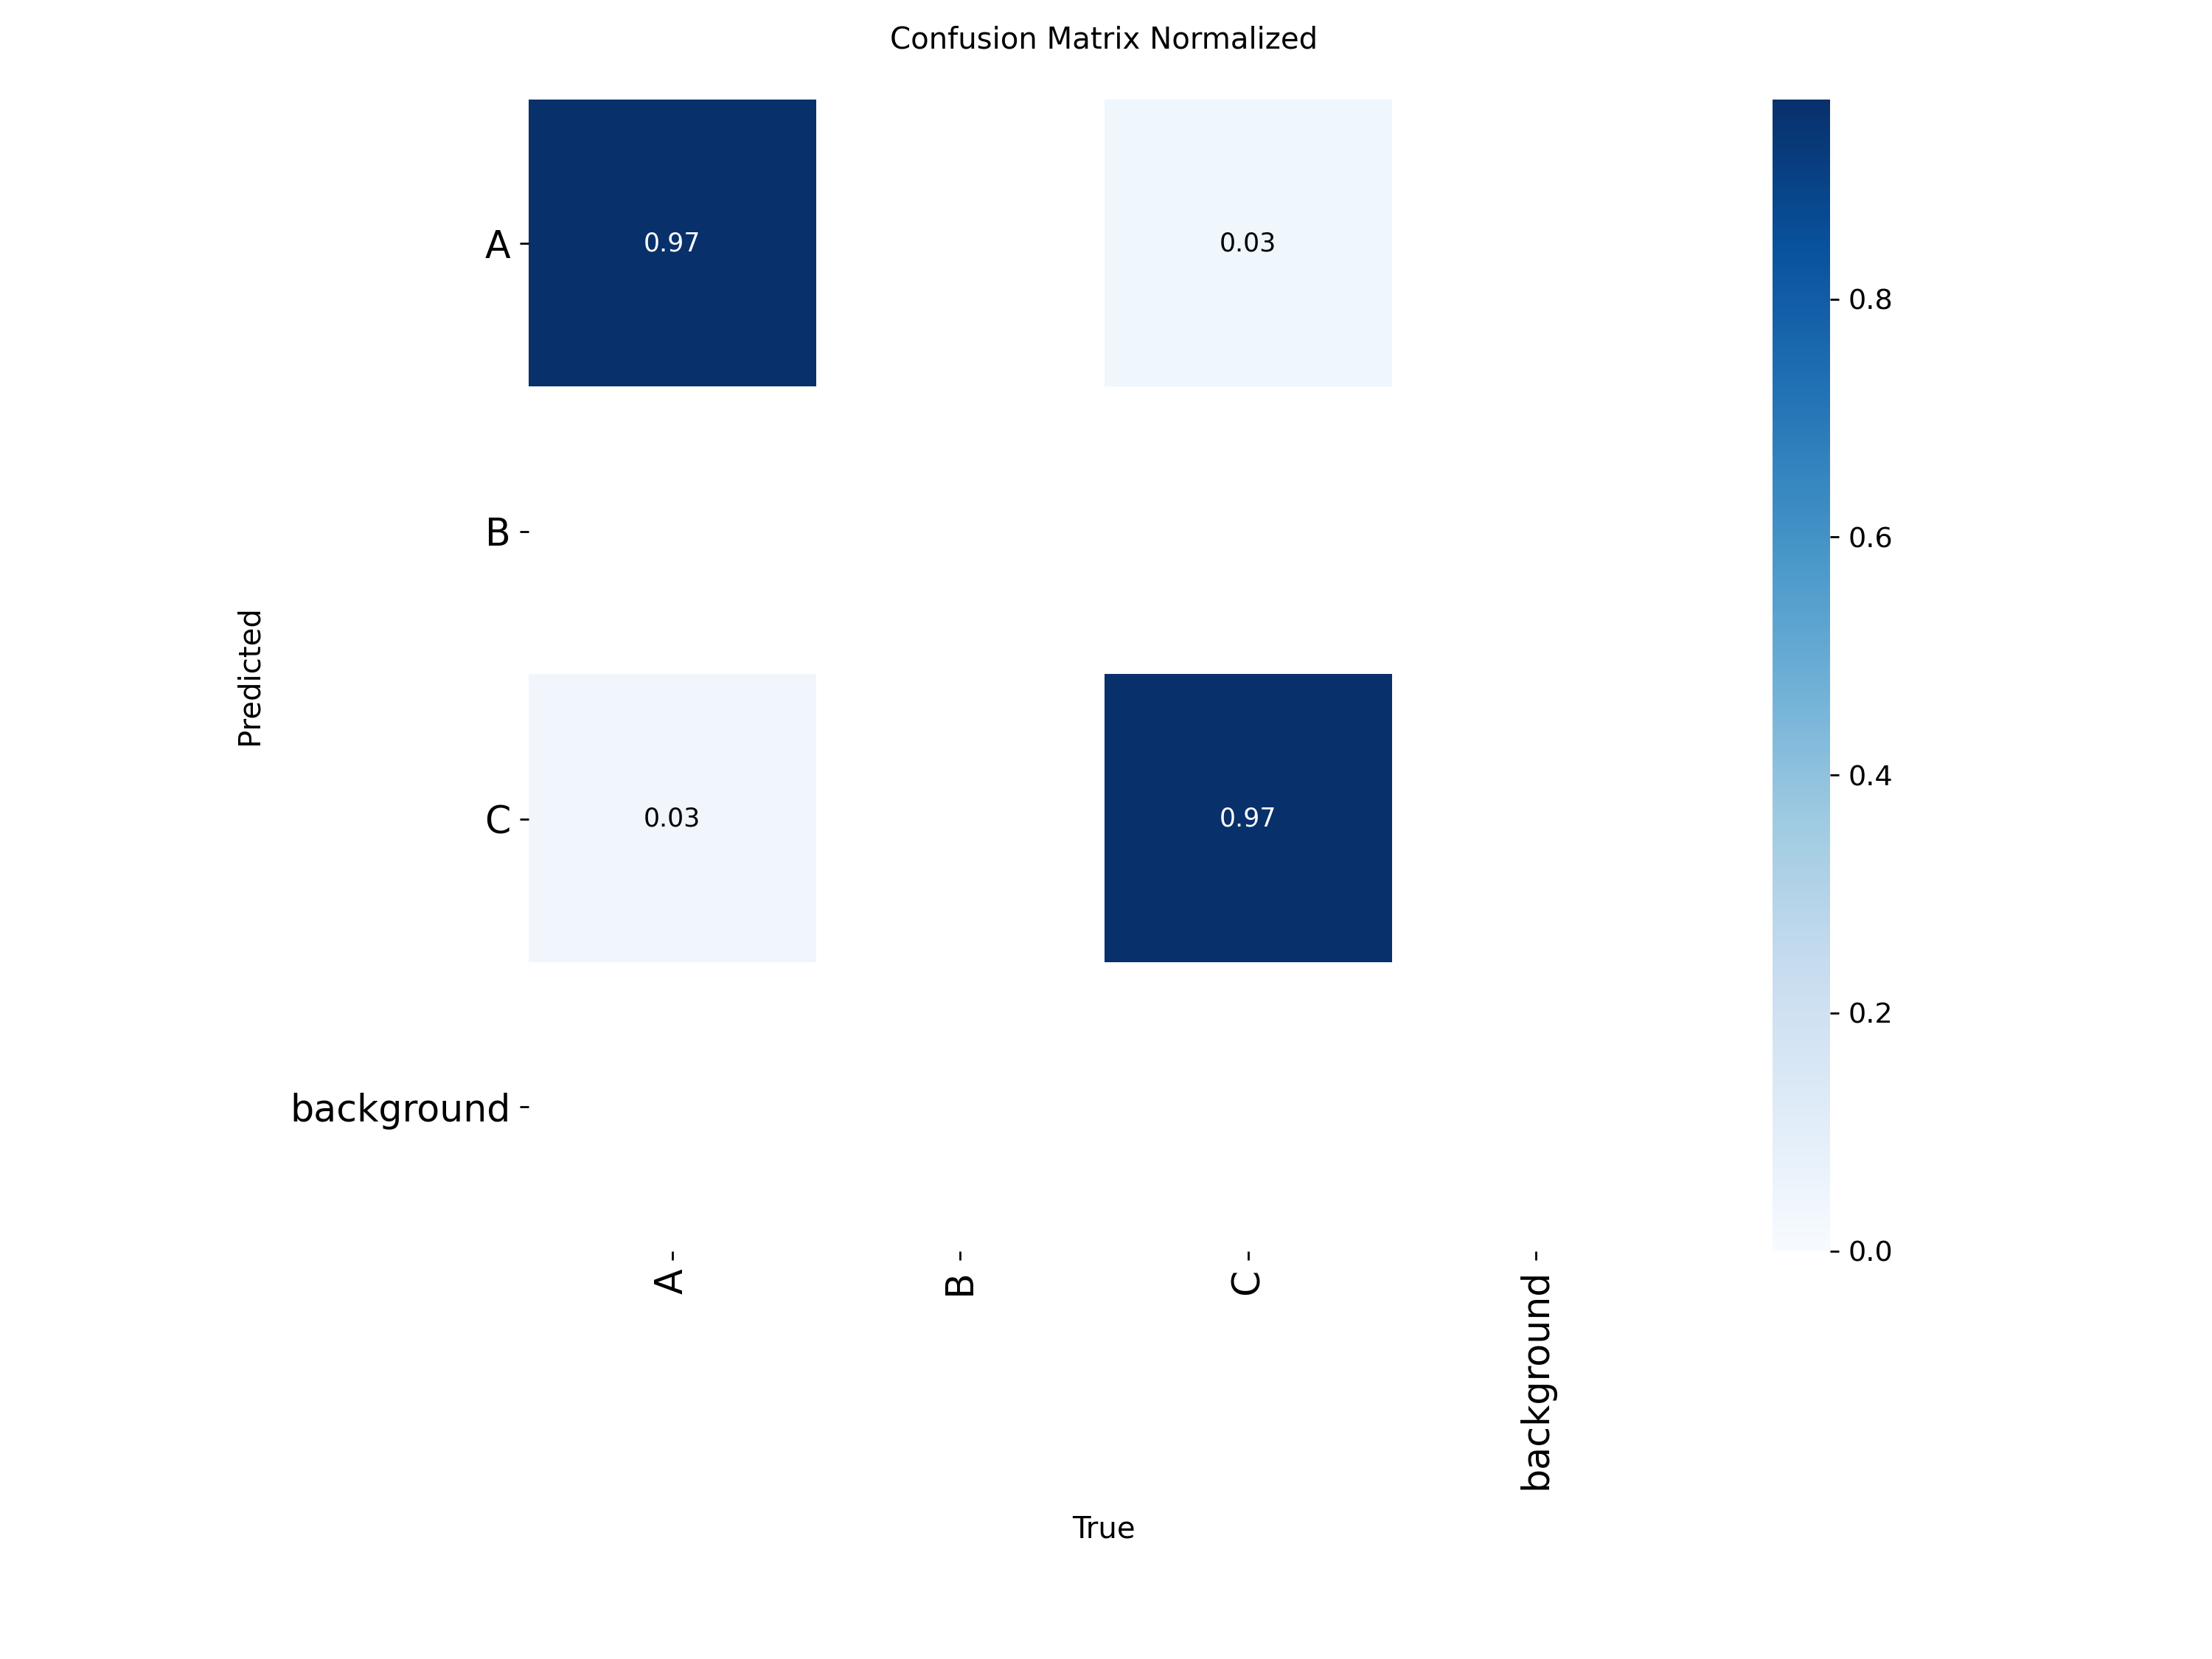 Confusion Matrix Normalized
A
0.97
0.03
0.8
B
0.6
Predicted
0.4
C
0.03
0.97
0.2
background
0.0
A
B
C
background
True